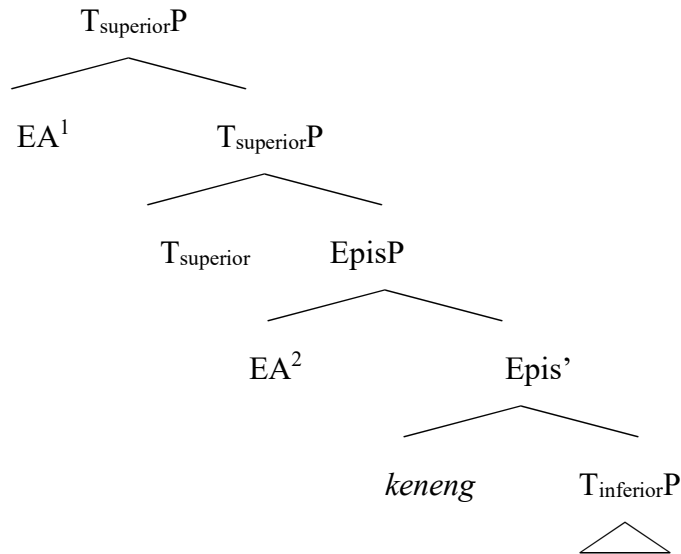 TsuperiorP
EA¹ TsuperiorP
Tsuperior EpisP
EA² Epis’
keneng TinferiorP